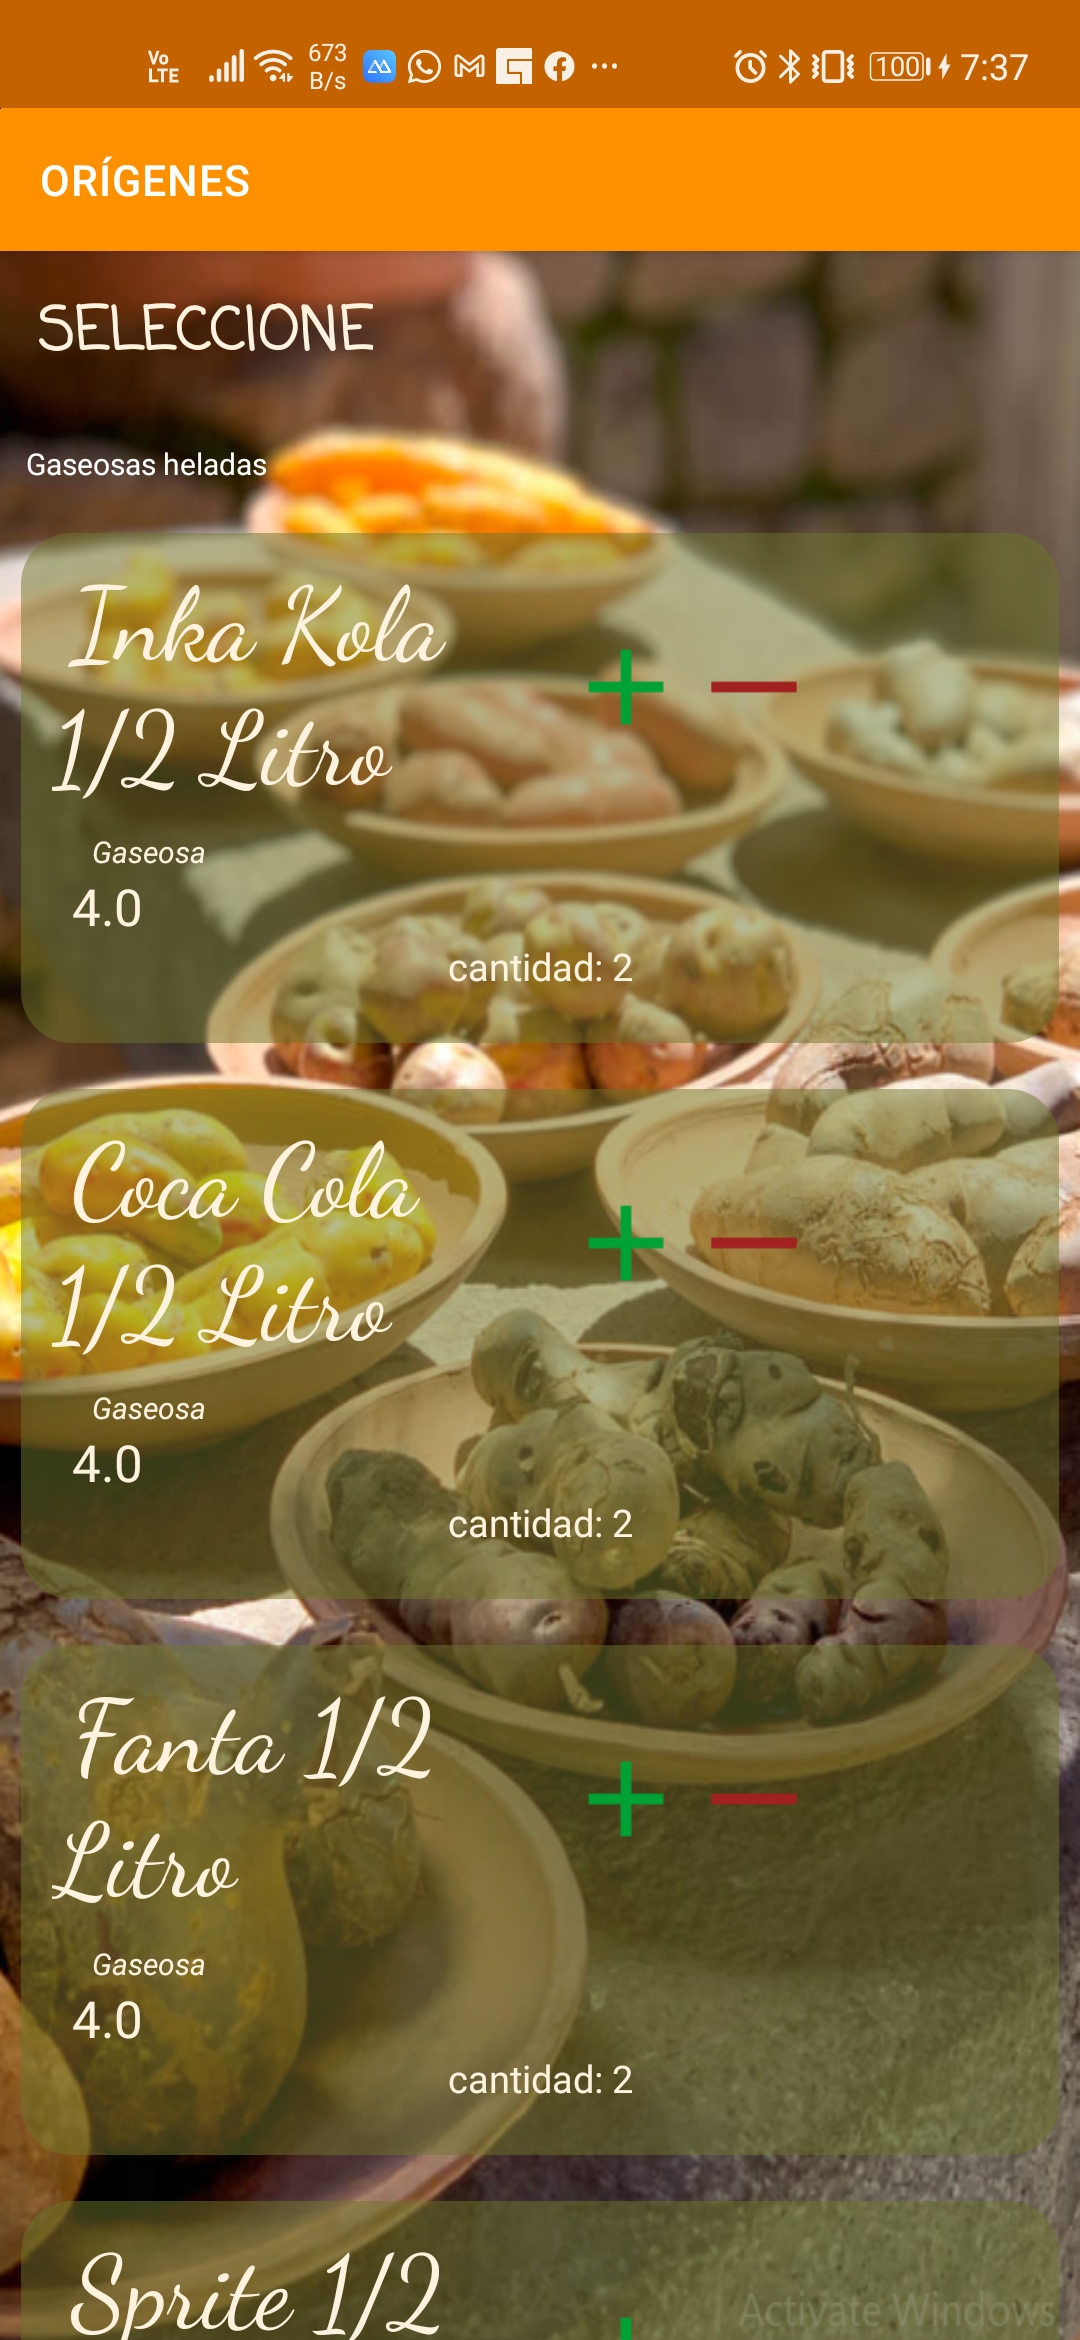 Vo LTE 673 B/s ... 100 7:37
ORÍGENES
SELECCIONE
Gaseosas heladas
Inka Kola
1/2 Litro
Gaseosa
4.0
cantidad: 2
Coca Cola
1/2 Litro
Gaseosa
4.0
cantidad: 2
Fanta 1/2
Litro
Gaseosa
4.0
cantidad: 2
Sprite 1/2
Activate Windows